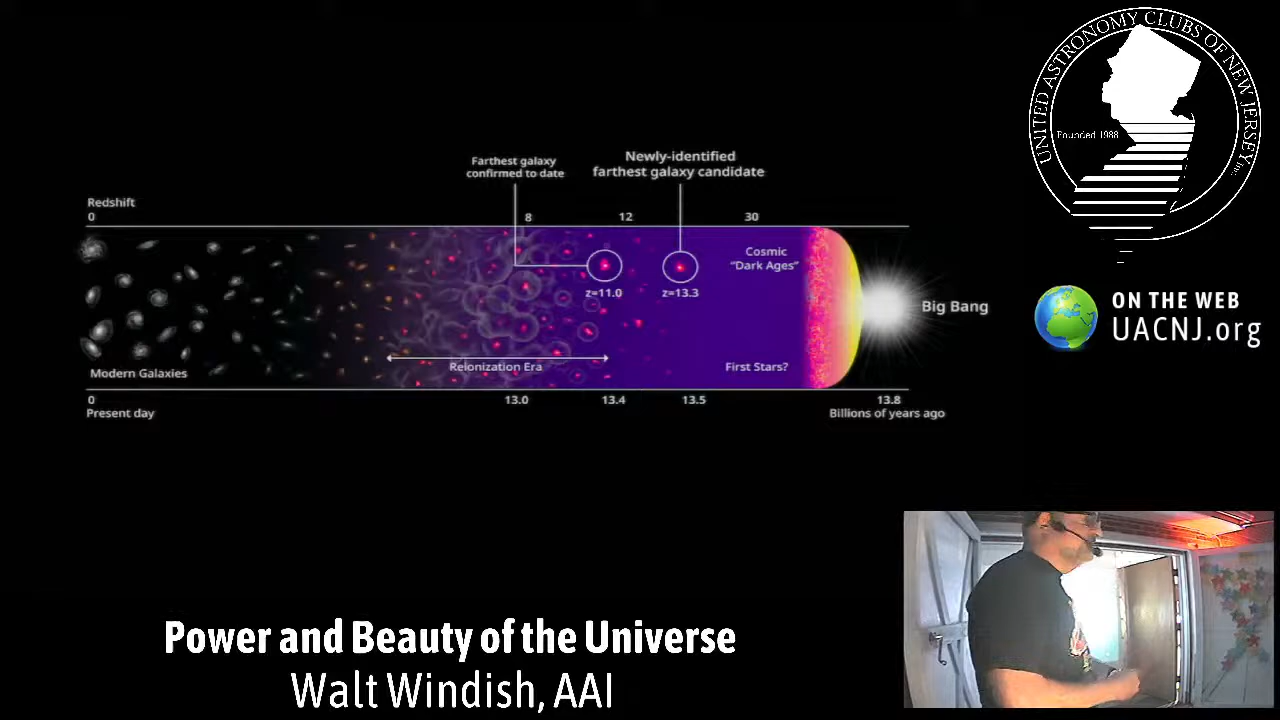 Farthest galaxy
confirmed to date
Newly-identified
farthest galaxy candidate
Redshift
0
8
12
30
Cosmic
"Dark Ages"
z=11.0
z=13.3
Big Bang
Reionization Era
First Stars?
Modern Galaxies
0
13.0
13.4
13.5
13.8
Present day
Billions of years ago
UNITED ASTRONOMY CLUBS OF NEW JERSEY, Inc.
Founded 1988
ON THE WEB
UACNJ.org
Power and Beauty of the Universe
Walt Windish, AAI